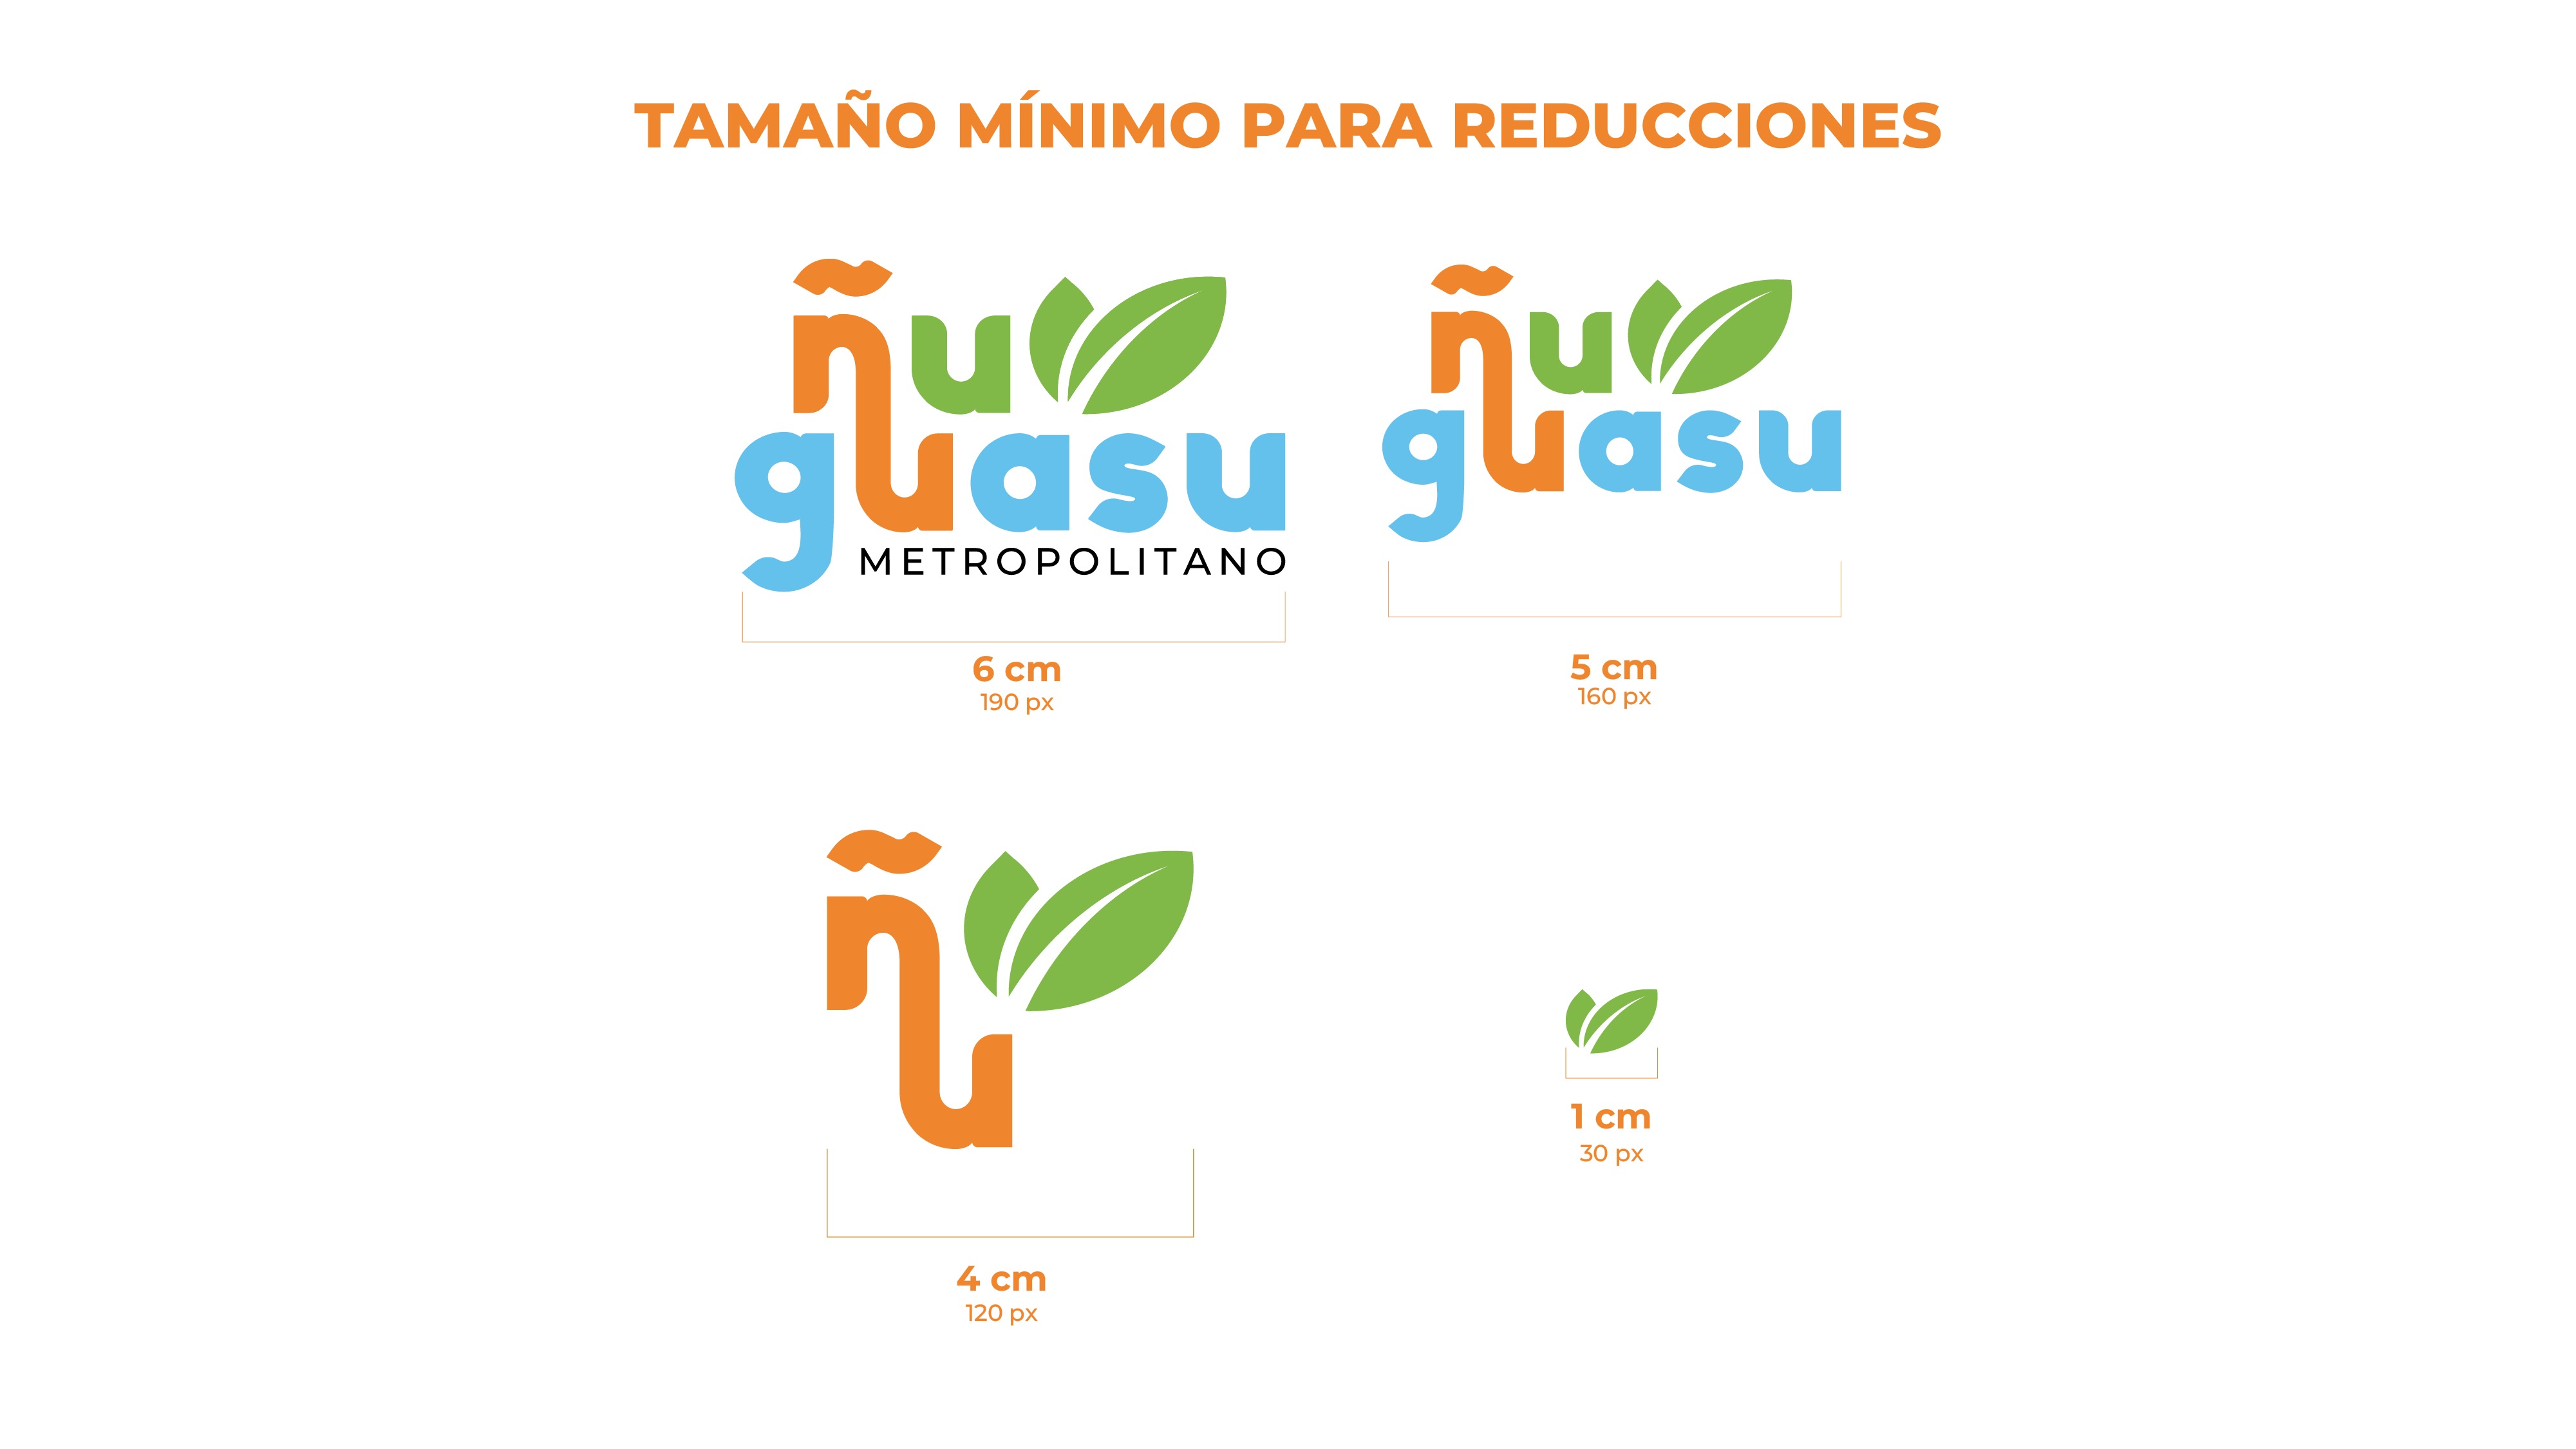 TAMAÑO MÍNIMO PARA REDUCCIONES
ñu
guasu
METROPOLITANO
6 cm
190 px
ñu
guasu
5 cm
160 px
ñu
4 cm
120 px
1 cm
30 px